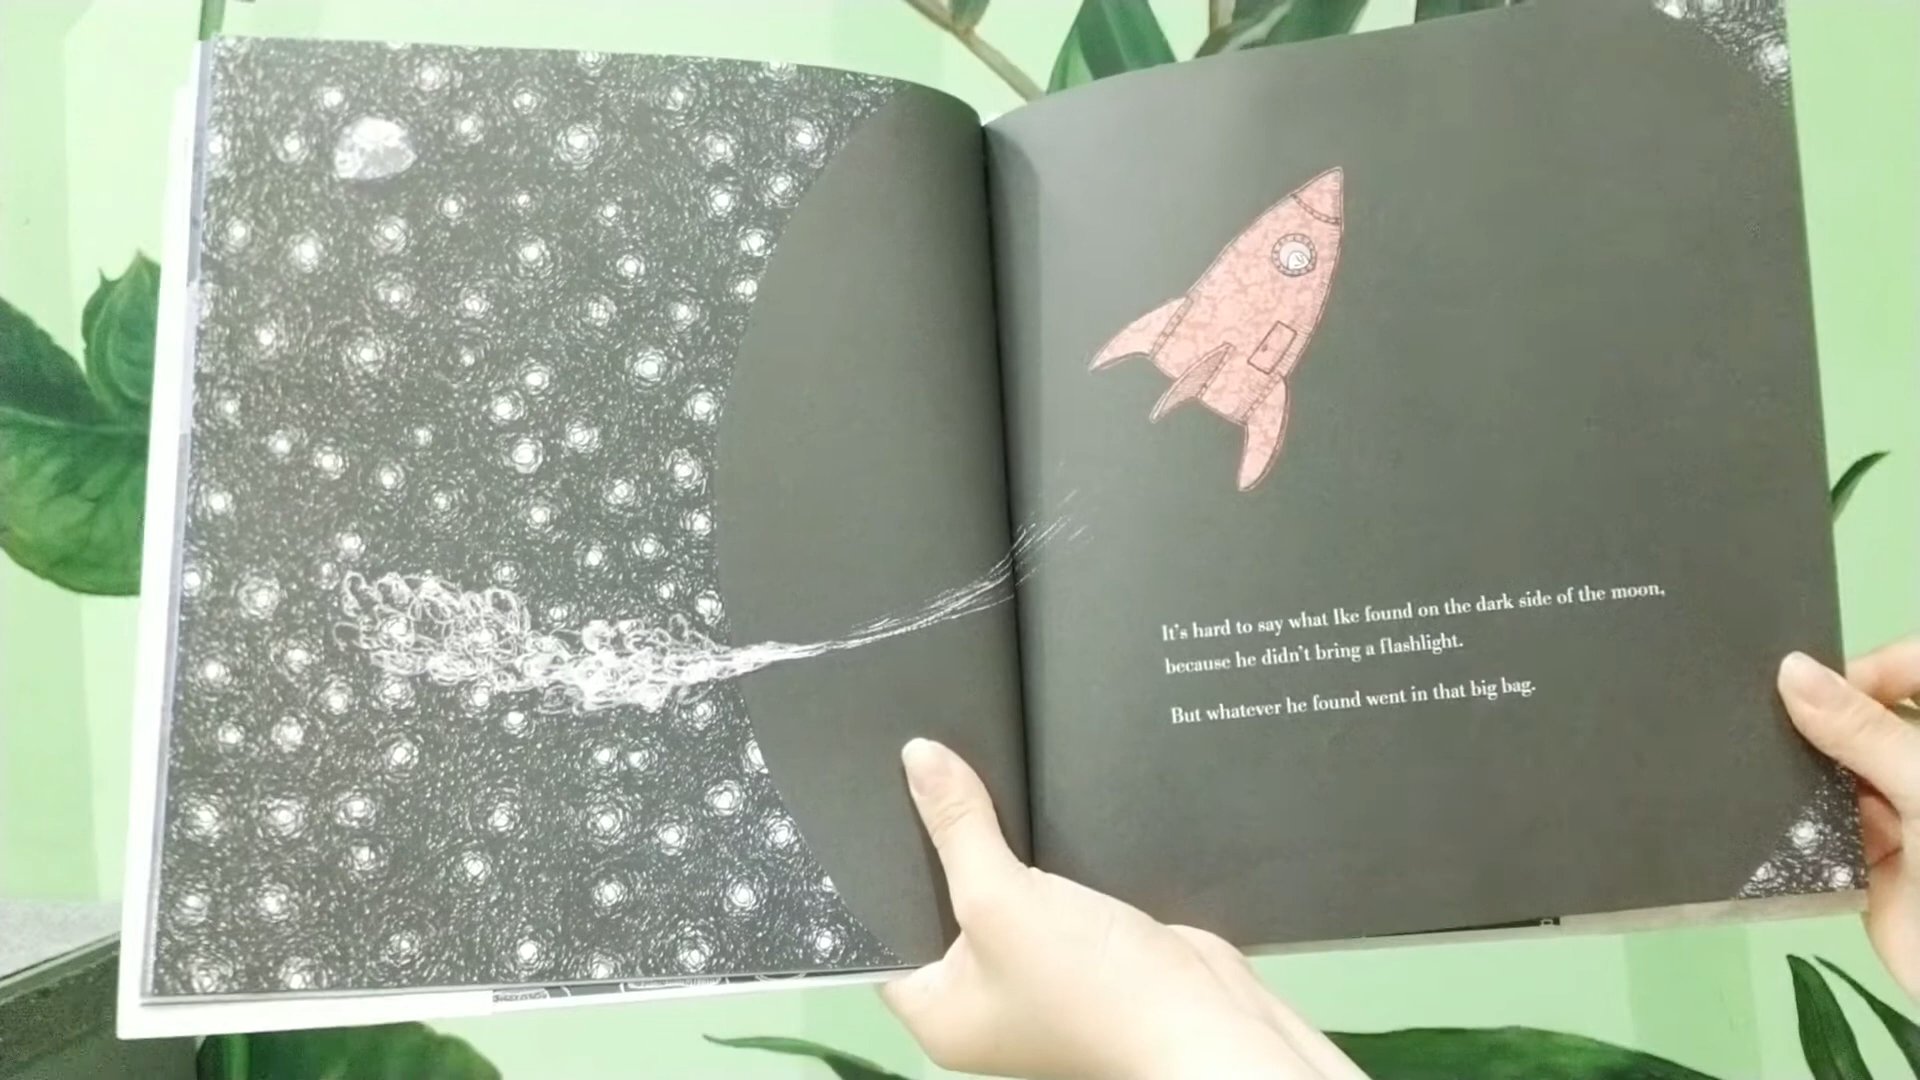 It's hard to say what Ike found on the dark side of the moon,
because he didn't bring a flashlight.
But whatever he found went in that big bag.